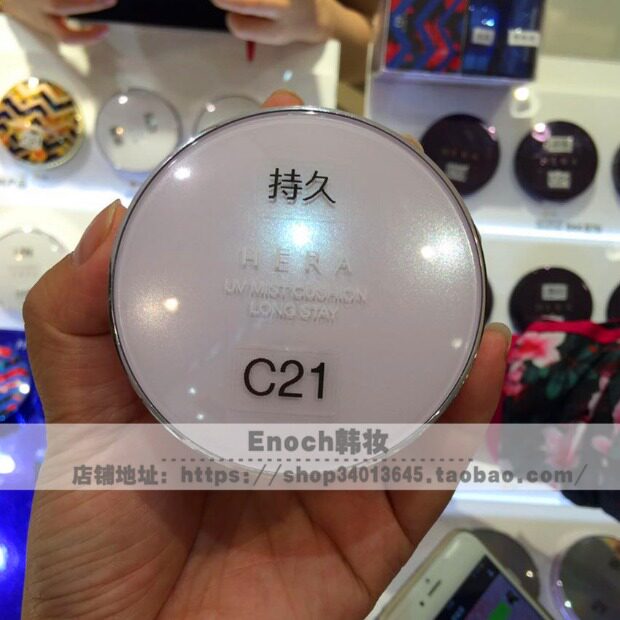 持久
HERA
UV MIST CUSHION
LONG STAY
C21
Enoch韩妆
店铺地址：https://shop34013645.taobao.com/